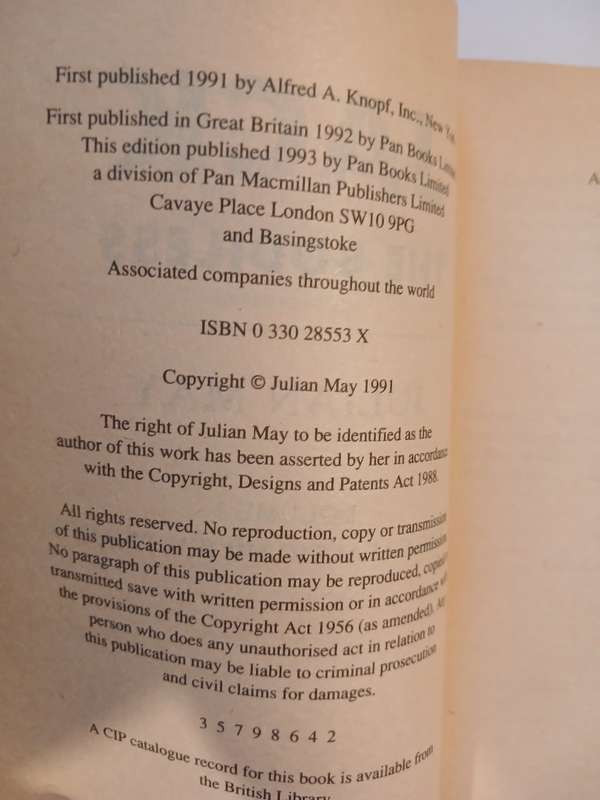 First published 1991 by Alfred A. Knopf, Inc., New
First published in Great Britain 1992 by Pan Books Limited
This edition published 1993 by Pan Books Limited
a division of Pan Macmillan Publishers Limited
Cavaye Place London SW10 9PG
and Basingstoke
Associated companies throughout the world
ISBN 0 330 28553 X
Copyright © Julian May 1991
The right of Julian May to be identified as the
author of this work has been asserted by her in accordance
with the Copyright, Designs and Patents Act 1988.
All rights reserved. No reproduction, copy or transmission
of this publication may be made without written permission
No paragraph of this publication may be reproduced,
transmitted save with written permission or in accordance
the provisions of the Copyright Act 1956 (as amended).
person who does any unauthorised act in relation to
this publication may be liable to criminal prosecution
and civil claims for damages.
3 5 7 9 8 6 4 2
A CIP catalogue record for this book is available from
the British Library
A